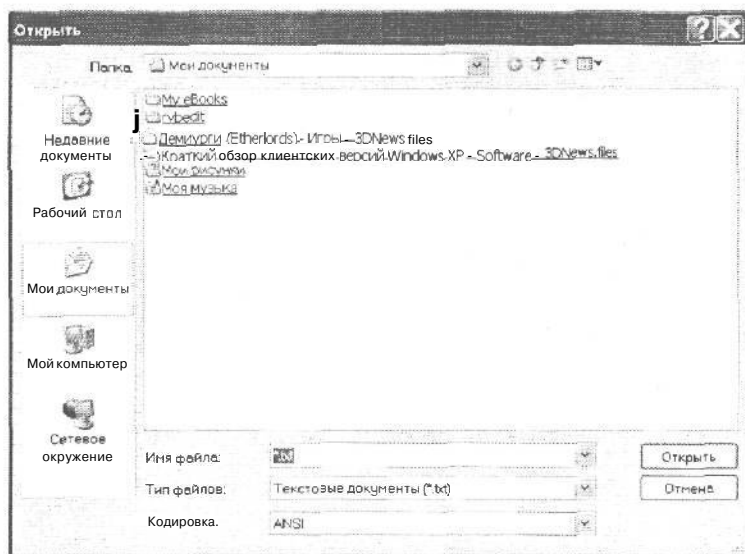 Открыть
Папка Мои документы
My eBooks
rvbedit
Демиурги (Etherlords) - Игры - 3DNews files
Краткий обзор клиентских версий Windows XP - Software - 3DNews.files
Мои рисунки
Моя музыка
Недавние
документы
Рабочий стол
Мои документы
Мой компьютер
Сетевое
окружение
Имя файла: *.txt Открыть
Тип файлов: Текстовые документы (*.txt) Отмена
Кодировка. ANSI